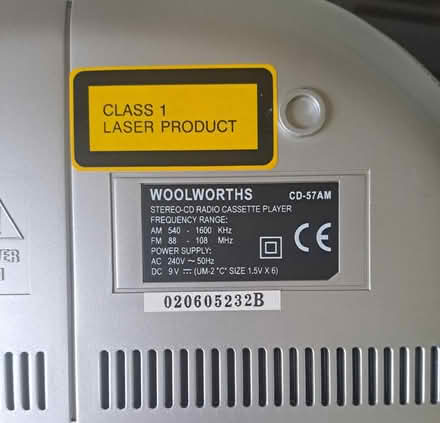 CLASS 1
LASER PRODUCT
WOOLWORTHS CD-57AM
STEREO-CD RADIO CASSETTE PLAYER
FREQUENCY RANGE:
AM 540 - 1600 KHz
FM 88 - 108 MHz
POWER SUPPLY:
AC 240V ~ 50Hz
DC 9V ⎓ (UM-2 "C" SIZE 1.5V X 6)
CE
020605232B